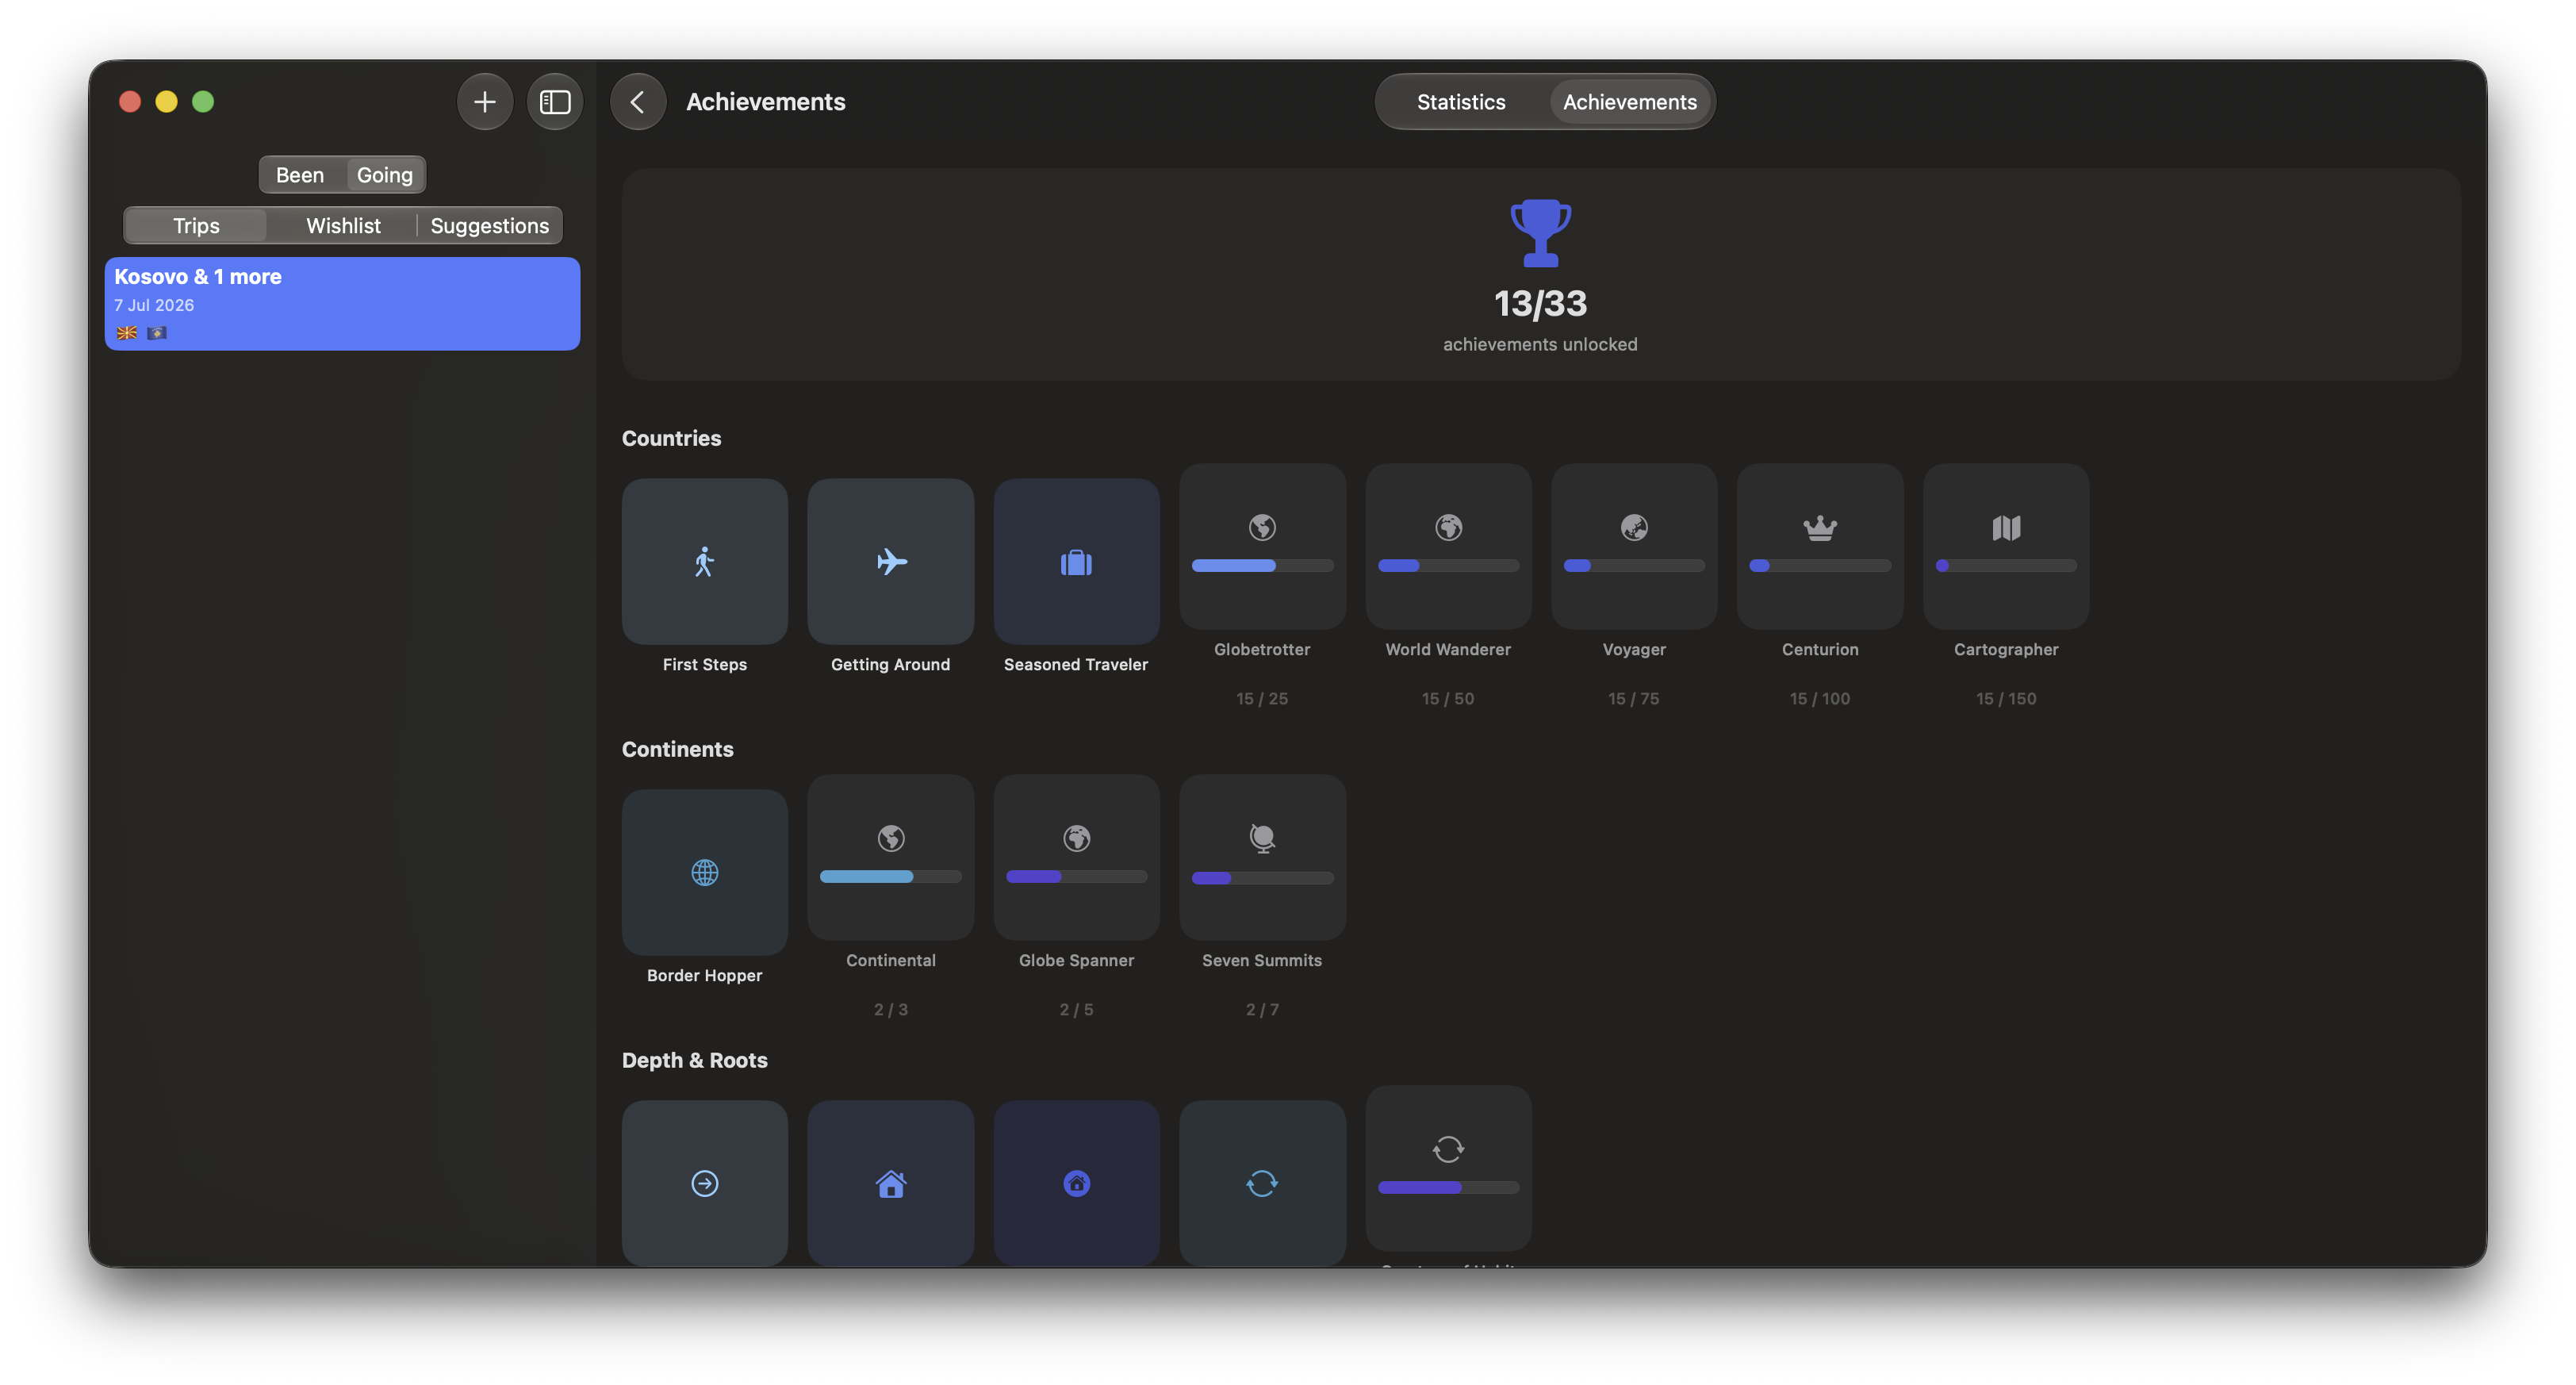 Achievements
Statistics
Achievements
Been
Going
Trips
Wishlist
Suggestions
Kosovo & 1 more
7 Jul 2026
13/33
achievements unlocked
Countries
First Steps
Getting Around
Seasoned Traveler
Globetrotter
World Wanderer
Voyager
Centurion
Cartographer
15 / 25
15 / 50
15 / 75
15 / 100
15 / 150
Continents
Border Hopper
Continental
Globe Spanner
Seven Summits
2 / 3
2 / 5
2 / 7
Depth & Roots